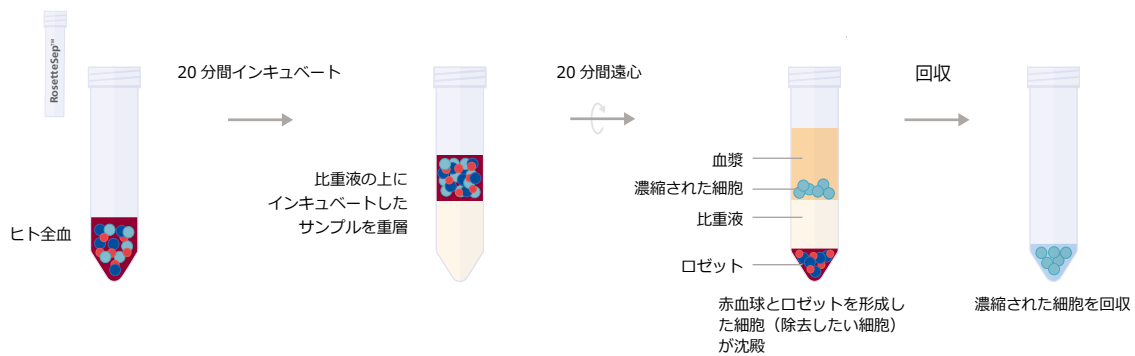 RosetteSep™
ヒト全血
20 分間インキュベート
比重液の上に
インキュベートした
サンプルを重層
20 分間遠心
血漿
濃縮された細胞
比重液
ロゼット
赤血球とロゼットを形成し
た細胞（除去したい細胞）
が沈殿
回収
濃縮された細胞を回収